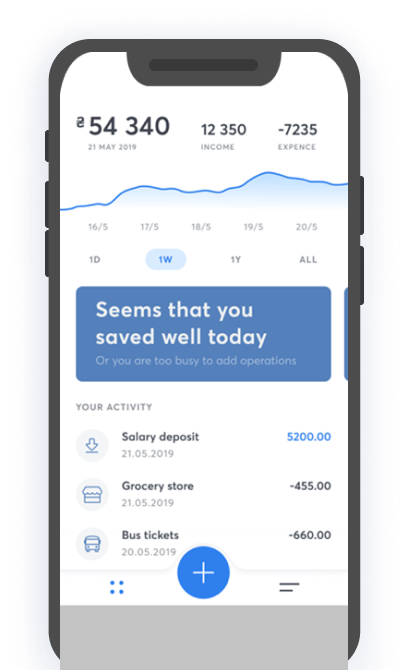 ₴54 340
21 MAY 2019
12 350
INCOME
-7235
EXPENCE
16/5 17/5 18/5 19/5 20/5
1D 1W 1Y ALL
Seems that you
saved well today
Or you are too busy to add operations
YOUR ACTIVITY
Salary deposit 5200.00
21.05.2019
Grocery store -455.00
21.05.2019
Bus tickets -660.00
20.05.2019